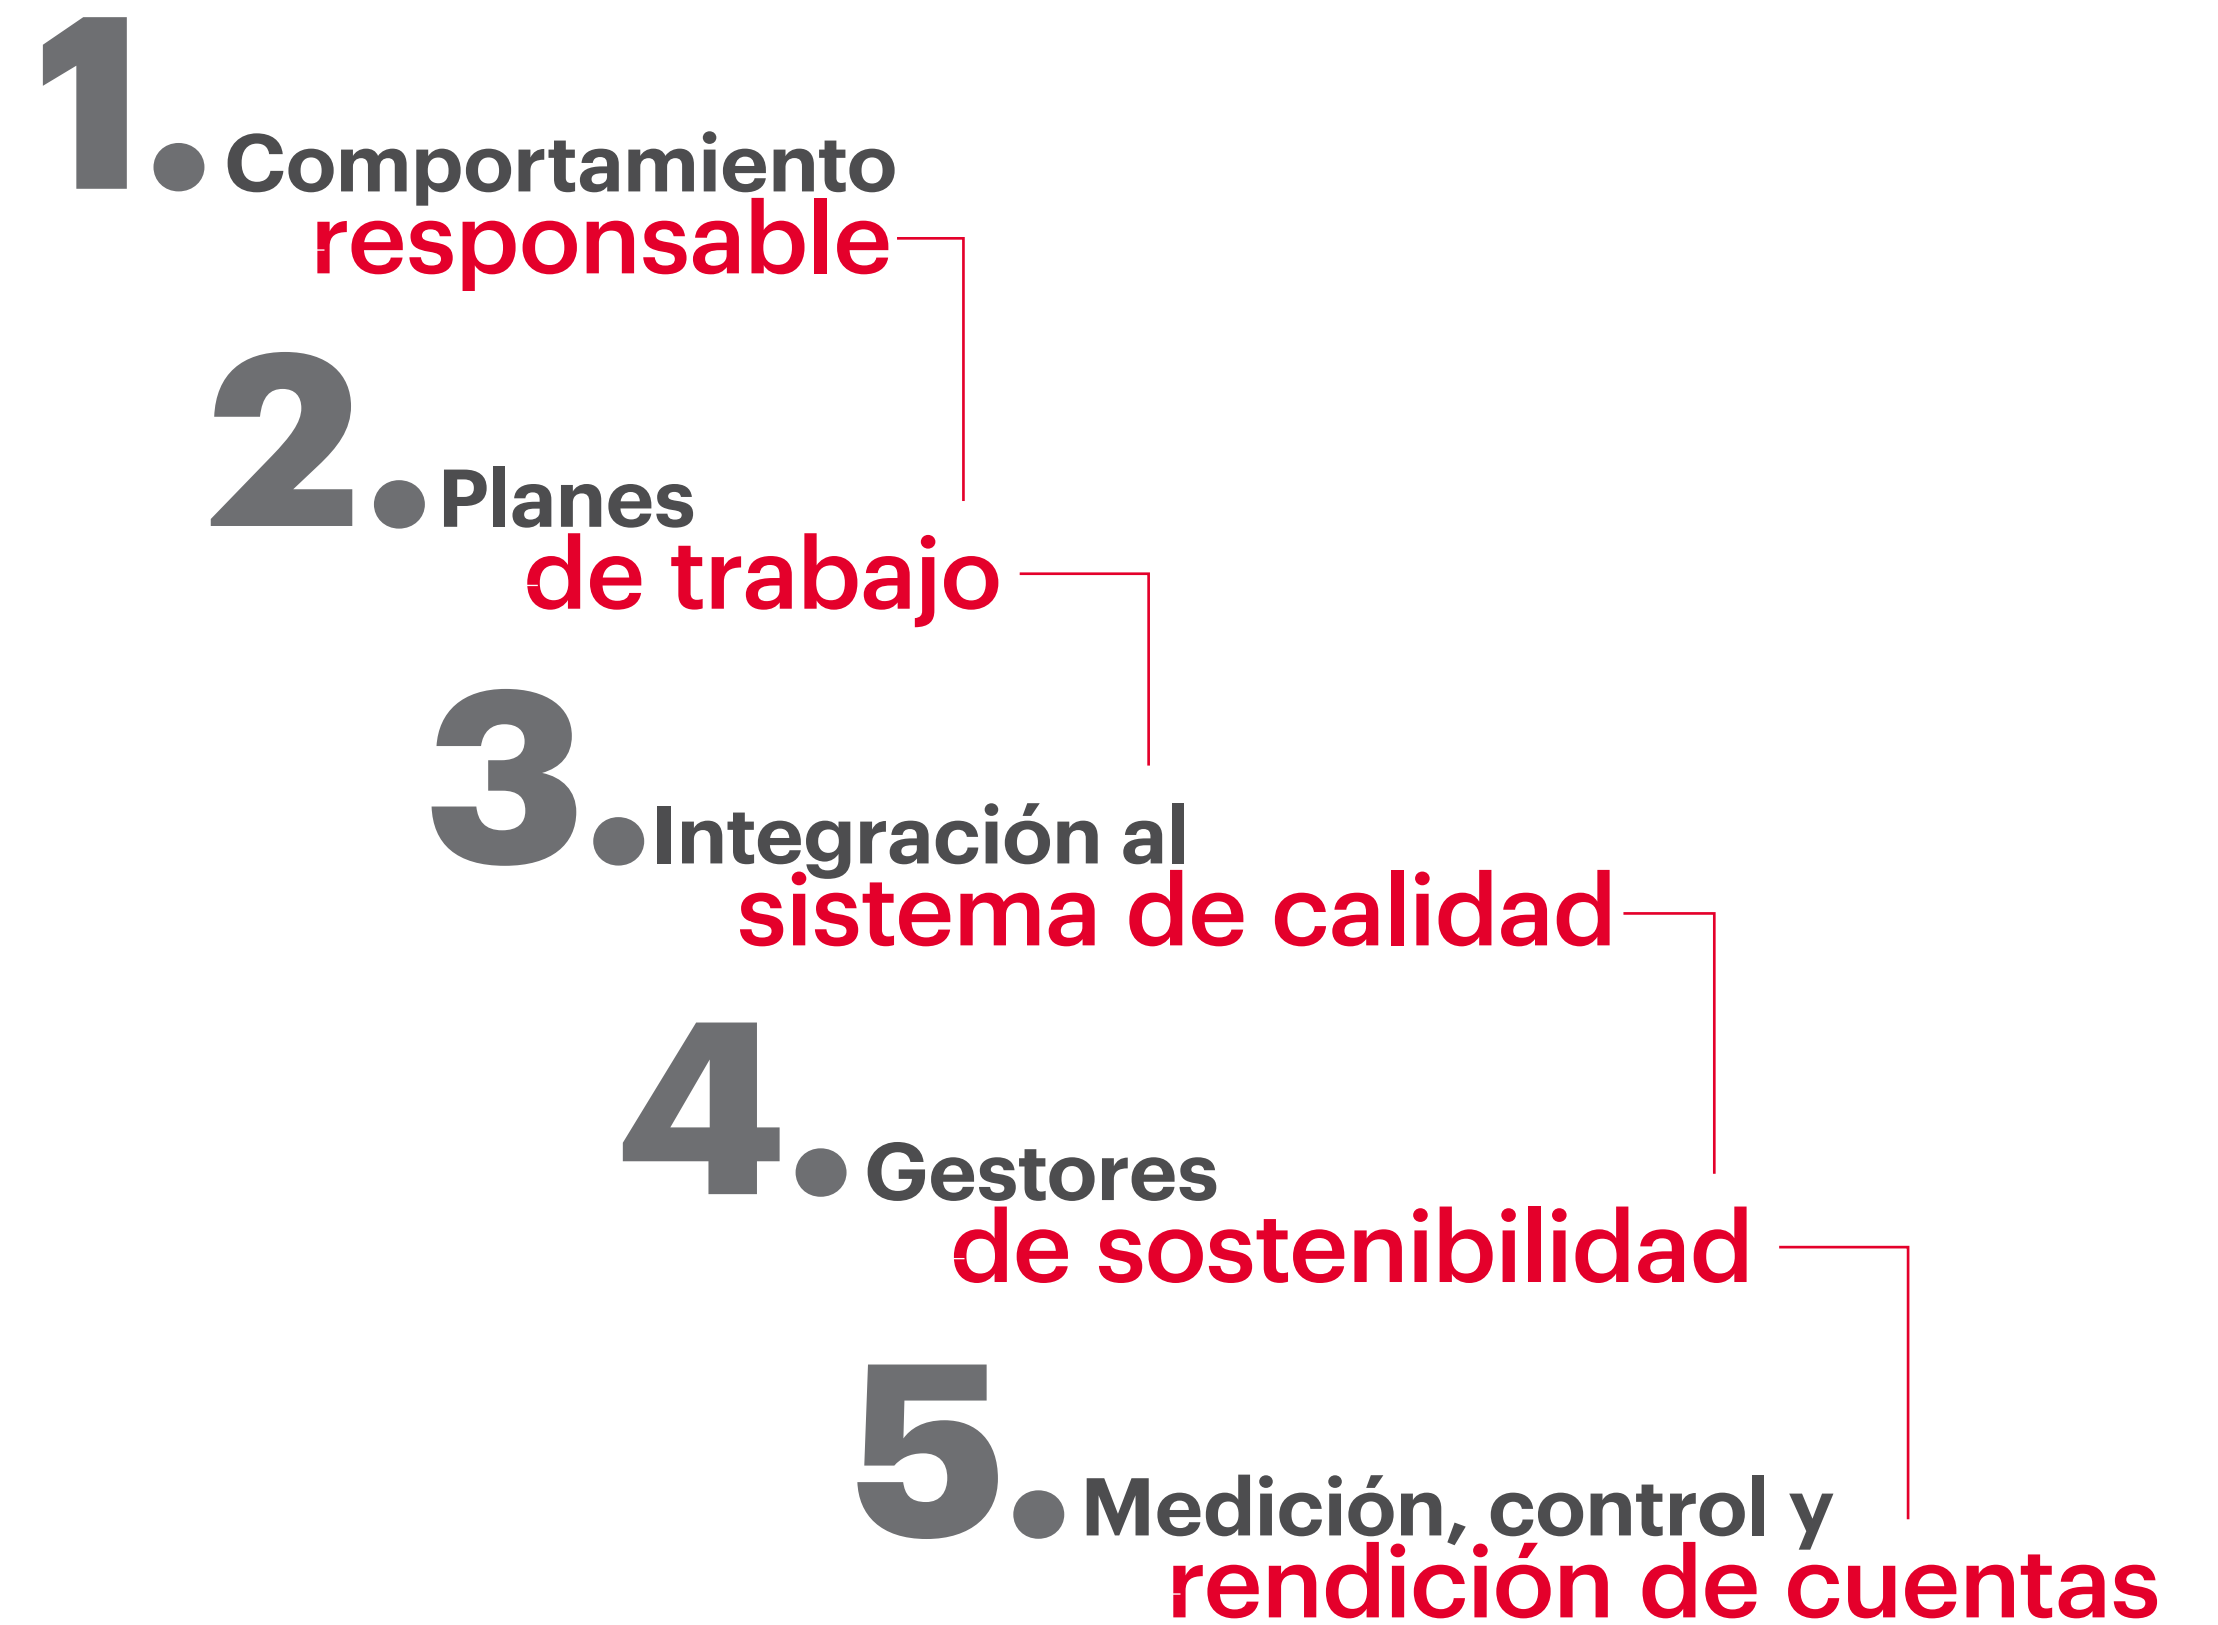 1. Comportamiento
responsable
2. Planes
de trabajo
3. Integración al
sistema de calidad
4. Gestores
de sostenibilidad
5. Medición, control y
rendición de cuentas